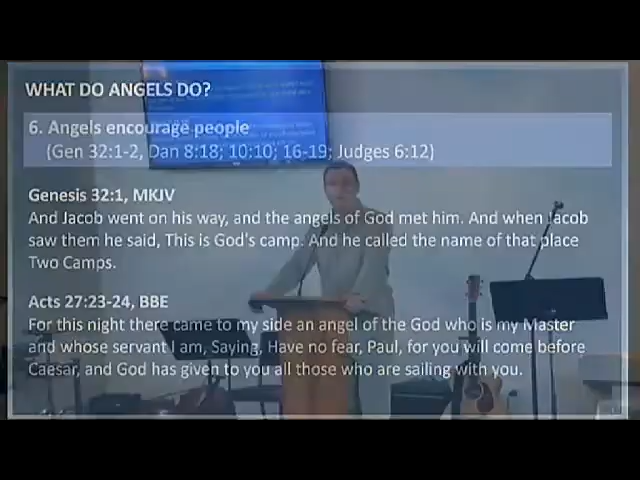 WHAT DO ANGELS DO?
6. Angels encourage people
(Gen 32:1-2, Dan 8:18; 10:10; 16-19; Judges 6:12)
Genesis 32:1, MKJV
And Jacob went on his way, and the angels of God met him. And when Jacob
saw them he said, This is God's camp. And he called the name of that place
Two Camps.
Acts 27:23-24, BBE
For this night there came to my side an angel of the God who is my Master
and whose servant I am, Saying, Have no fear, Paul, for you will come before
Caesar, and God has given to you all those who are sailing with you.